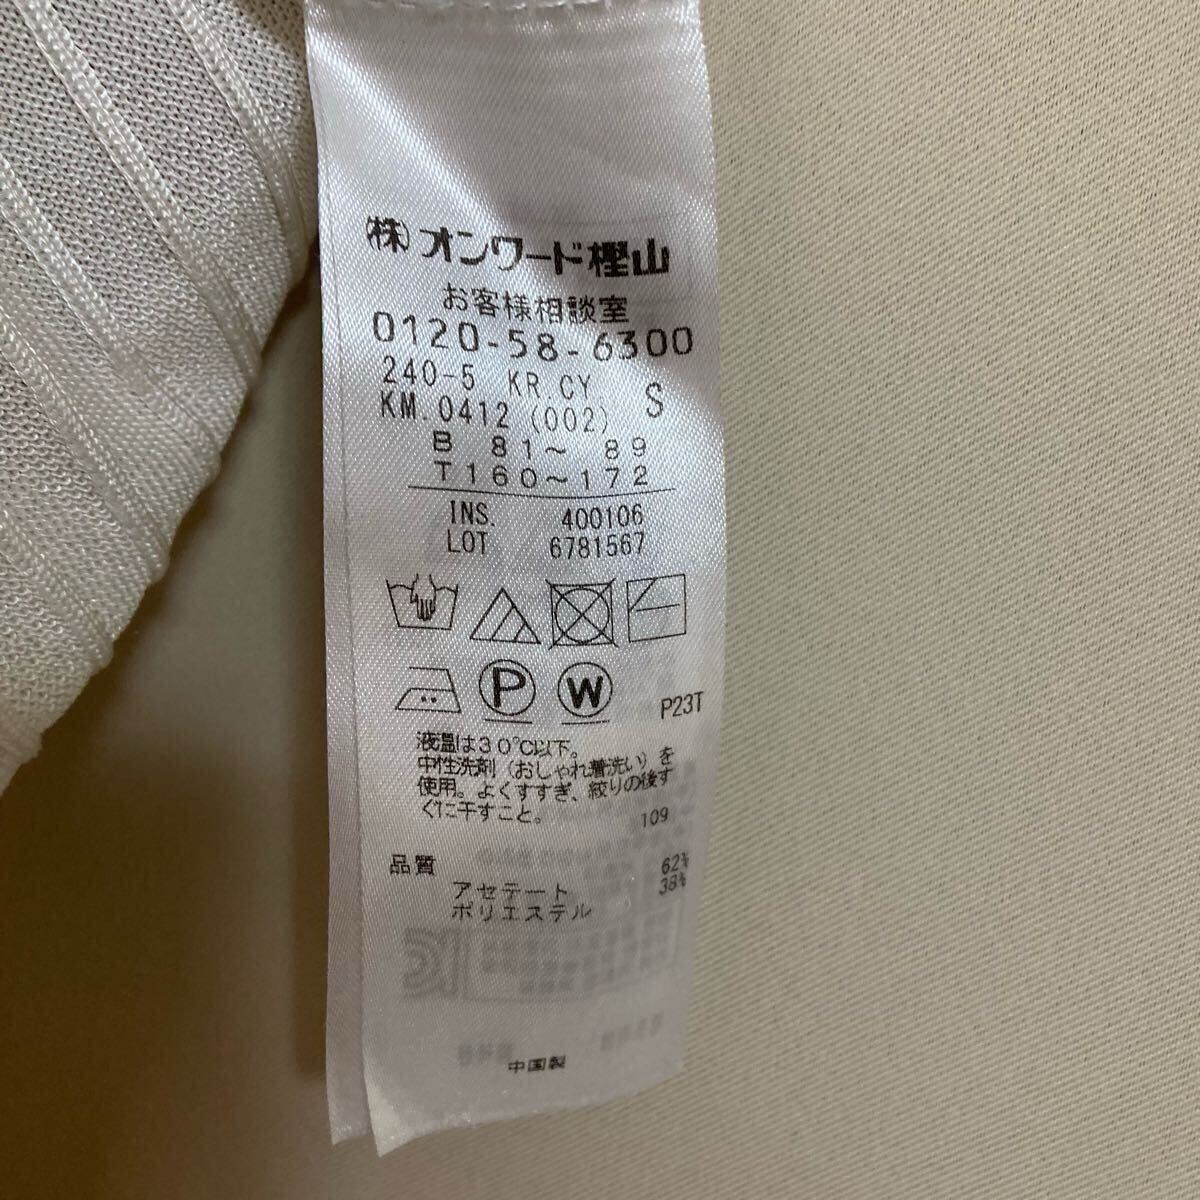 ㈱オンワード樫山
お客様相談室
0120-58-6300
240-5 KR.CY. S
KM.0412 (002)
B 81〜 89
T160〜172
INS. 400106
LOT 6781567
P W P23T
液温は30℃以下。
中性洗剤（おしゃれ着洗い）を
使用。よくすすぎ、絞りの後す
ぐに干すこと。 109
品質
アセテート 62%
ポリエステル 38%
中国製